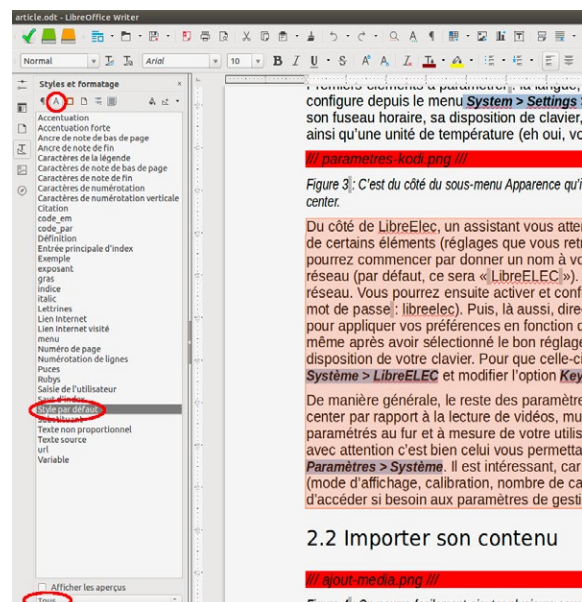 article.odt - LibreOffice Writer
Normal
Arial
10
Styles et formatage
Accentuation
Accentuation forte
Ancre de note de bas de page
Ancre de note de fin
Caractères de la légende
Caractères de note de bas de page
Caractères de note de fin
Caractères de numérotation
Caractères de numérotation verticale
Citation
code_em
code_par
Définition
Entrée principale d'index
Exemple
exposant
gras
indice
italic
Lettrines
Lien Internet
Lien Internet visité
menu
Numéro de page
Numérotation de lignes
Puces
Rubys
Saisie de l'utilisateur
Saut d'index
Style par défaut
Substituant
Texte non proportionnel
Texte source
url
Variable
Afficher les aperçus
Tous
Premiers éléments à paramétrer : la langue,
configure depuis le menu System > Settings >
son fuseau horaire, sa disposition de clavier,
ainsi qu'une unité de température (eh oui, vo
/// parametres-kodi.png ///
Figure 3 : C'est du côté du sous-menu Apparence qu'i
center.
Du côté de LibreElec, un assistant vous atte
de certains éléments (réglages que vous ret
pourrez commencer par donner un nom à vo
réseau (par défaut, ce sera « LibreELEC »).
réseau. Vous pourrez ensuite activer et conf
mot de passe : libreelec). Puis, là aussi, dire
pour appliquer vos préférences en fonction d
même après avoir sélectionné le bon réglage
disposition de votre clavier. Pour que celle-ci
Système > LibreELEC et modifier l'option Key
De manière générale, le reste des paramètre
center par rapport à la lecture de vidéos, mu
paramétrés au fur et à mesure de votre utilis
avec attention c'est bien celui vous permetta
Paramètres > Système. Il est intéressant, car
(mode d'affichage, calibration, nombre de ca
d'accéder si besoin aux paramètres de gesti
2.2 Importer son contenu
/// ajout-media.png ///